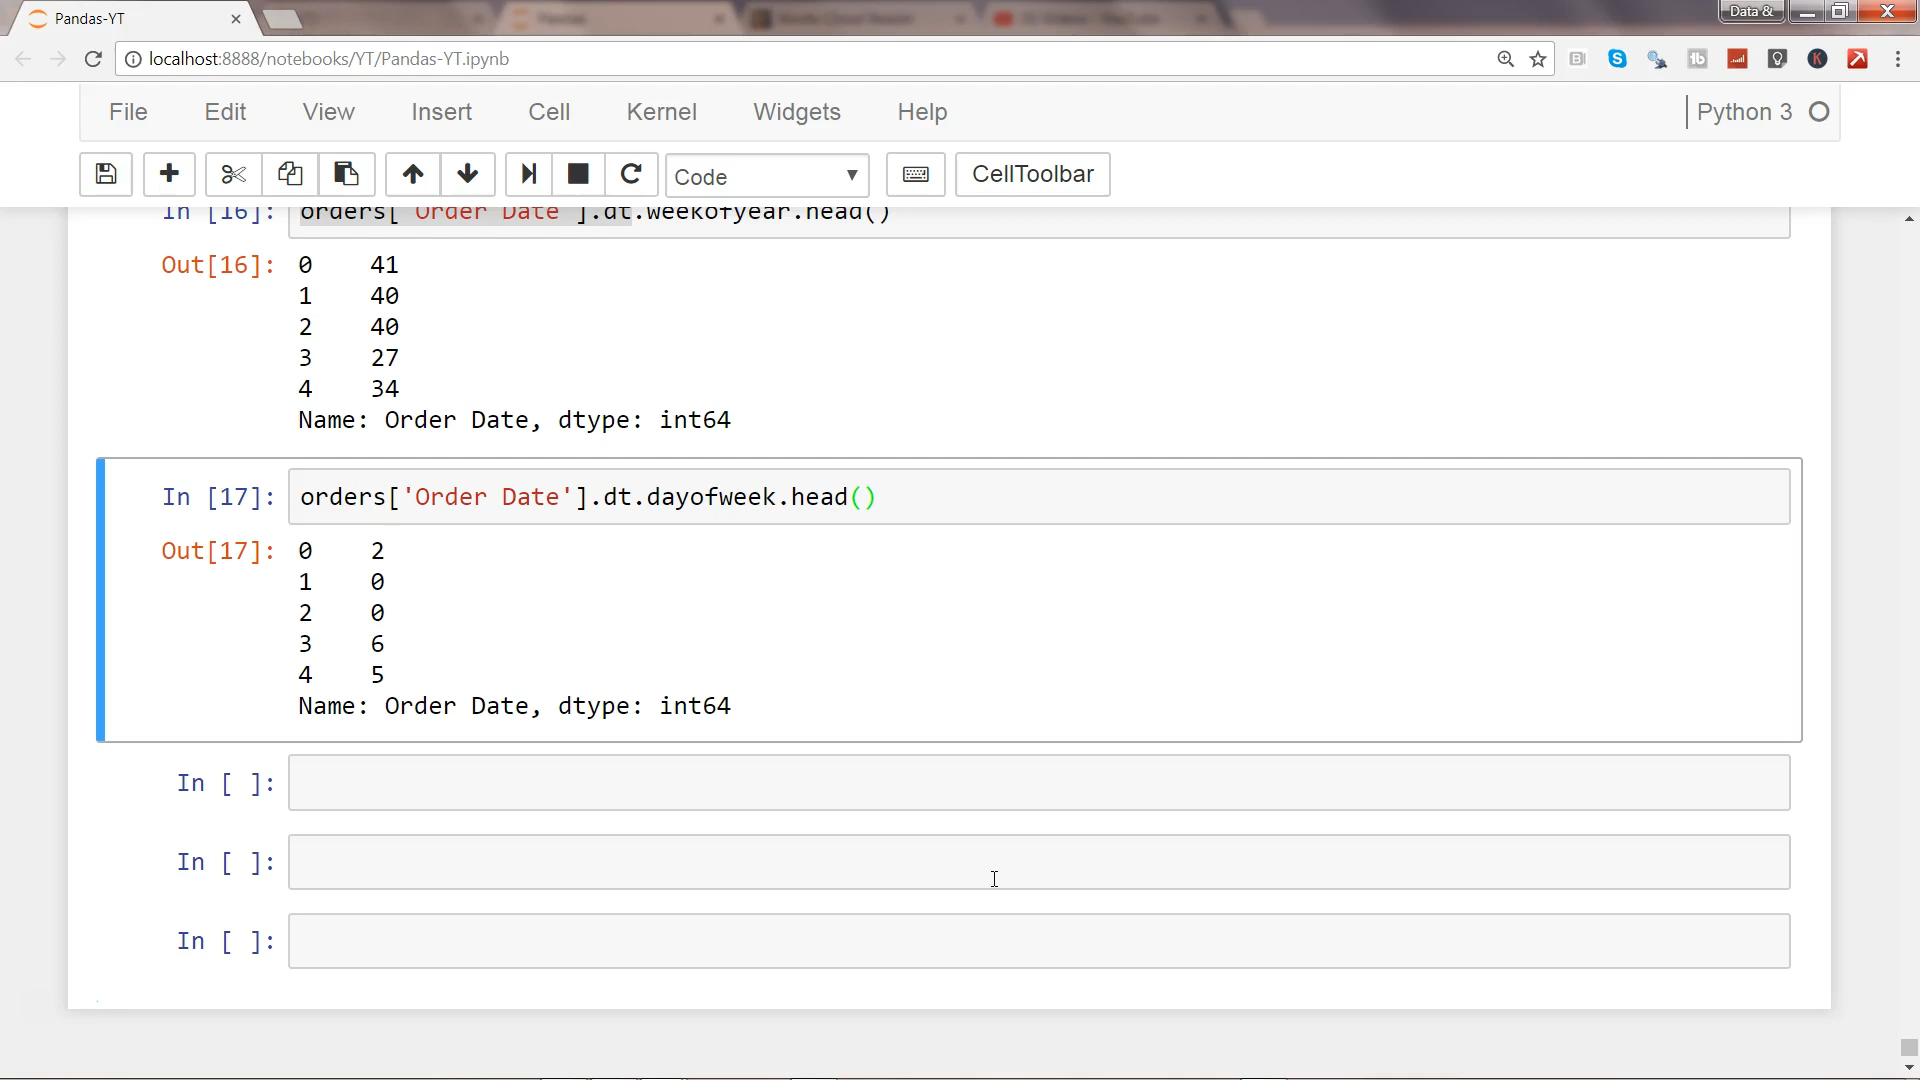 Pandas-YT
Data &
localhost:8888/notebooks/YT/Pandas-YT.ipynb
File Edit View Insert Cell Kernel Widgets Help Python 3
Code CellToolbar
In [16]: orders['Order Date'].dt.weekofyear.head()
Out[16]: 0 41
1 40
2 40
3 27
4 34
Name: Order Date, dtype: int64
In [17]: orders['Order Date'].dt.dayofweek.head()
Out[17]: 0 2
1 0
2 0
3 6
4 5
Name: Order Date, dtype: int64
In [ ]:
In [ ]:
In [ ]: